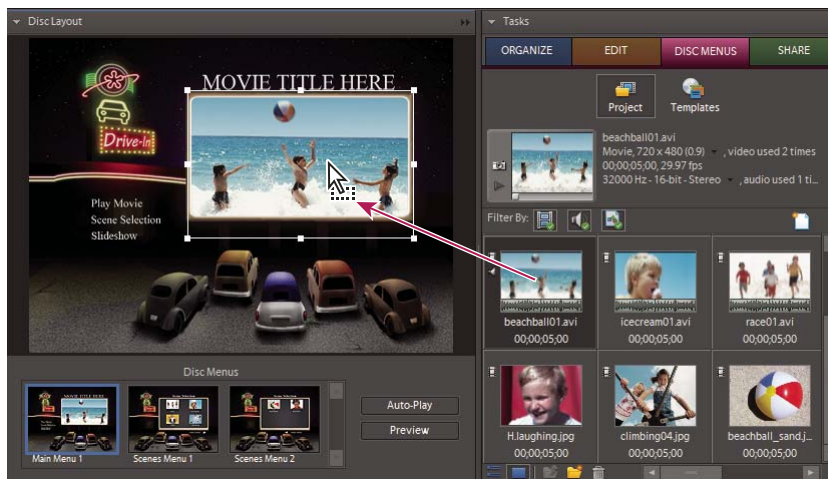 Disc Layout
MOVIE TITLE HERE
Drive-In
Play Movie
Scene Selection
Slideshow
Disc Menus
Main Menu 1
Scenes Menu 1
Scenes Menu 2
Auto-Play
Preview
Tasks
ORGANIZE
EDIT
DISC MENUS
SHARE
Project
Templates
beachball01.avi
Movie, 720 x 480 (0.9) , video used 2 times
00;00;05;00, 29.97 fps
32000 Hz - 16-bit - Stereo , audio used 1 ti...
Filter By:
beachball01.avi
00;00;05;00
icecream01.avi
00;00;05;00
race01.avi
00;00;05;00
H.laughing.jpg
00;00;05;00
climbing04.jpg
00;00;05;00
beachball_sand.j...
00;00;05;00